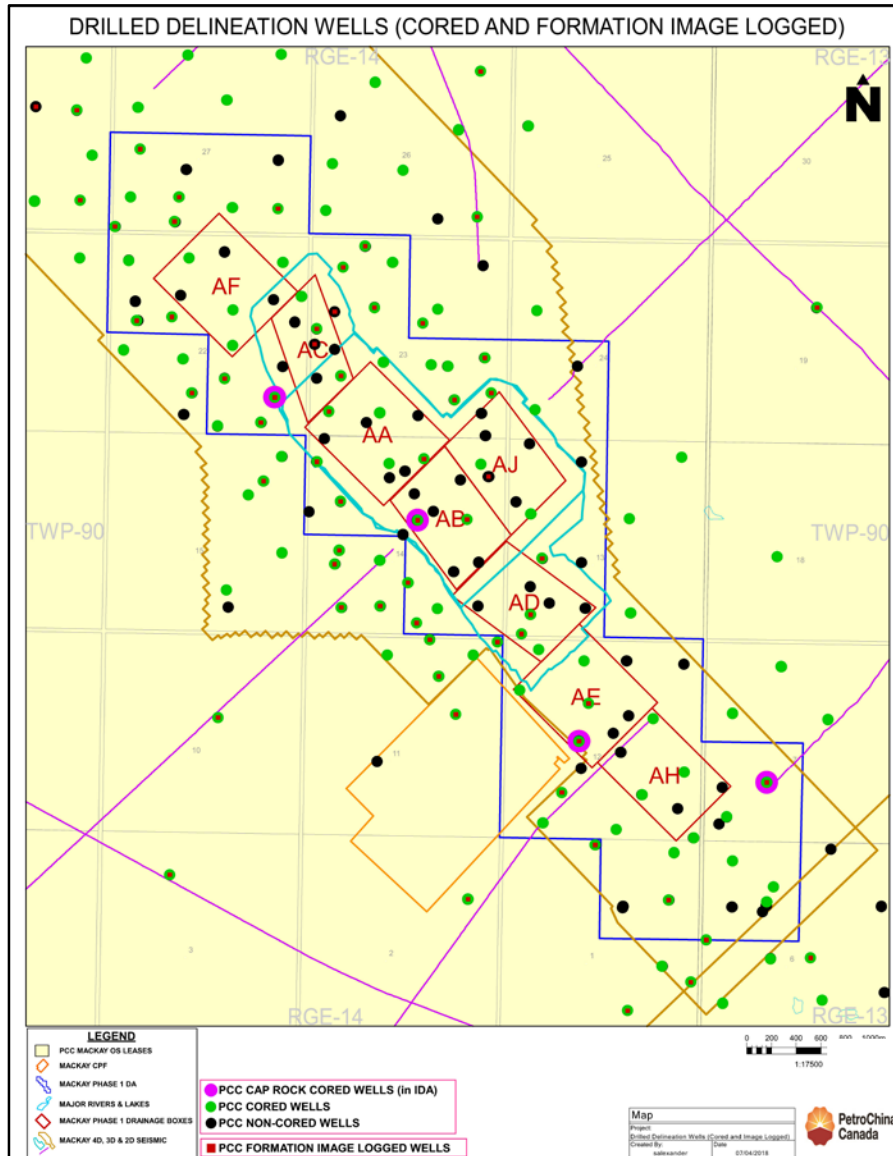 DRILLED DELINEATION WELLS (CORED AND FORMATION IMAGE LOGGED)
RGE-14
RGE-13
N
27
26
25
30
AF
AC
22
23
24
19
AA
AJ
AB
TWP-90
TWP-90
15
14
13
18
AD
AE
10
11
12
AH
3
2
1
6
RGE-14
RGE-13
LEGEND
PCC MACKAY OS LEASES
MACKAY CPF
MACKAY PHASE 1 DA
MAJOR RIVERS & LAKES
MACKAY PHASE 1 DRAINAGE BOXES
MACKAY 4D, 3D & 2D SEISMIC
PCC CAP ROCK CORED WELLS (in IDA)
PCC CORED WELLS
PCC NON-CORED WELLS
PCC FORMATION IMAGE LOGGED WELLS
0 200 400 600 800 1000m
1:17500
Map
Project:
Drilled Delineation Wells (Cored and Image Logged)
Created By: Date
salexander 07/04/2018
PetroChina
Canada